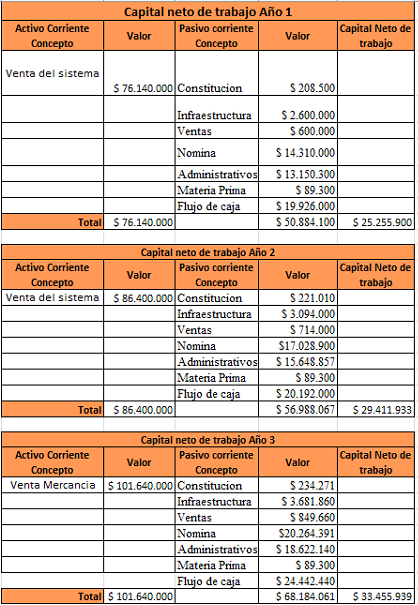 Capital neto de trabajo Año 1
Activo Corriente Concepto Valor Pasivo corriente Concepto Valor Capital Neto de trabajo
Venta del sistema $ 76.140.000 Constitucion $ 208.500
Infraestructura $ 2.600.000
Ventas $ 600.000
Nomina $ 14.310.000
Administrativos $ 13.150.300
Materia Prima $ 89.300
Flujo de caja $ 19.926.000
Total $ 76.140.000 $ 50.884.100 $ 25.255.900
Capital neto de trabajo Año 2
Activo Corriente Concepto Valor Pasivo corriente Concepto Valor Capital Neto de trabajo
Venta del sistema $ 86.400.000 Constitucion $ 221.010
Infraestructura $ 3.094.000
Ventas $ 714.000
Nomina $17.028.900
Administrativos $ 15.648.857
Materia Prima $ 89.300
Flujo de caja $ 20.192.000
Total $ 86.400.000 $ 56.988.067 $ 29.411.933
Capital neto de trabajo Año 3
Activo Corriente Concepto Valor Pasivo corriente Concepto Valor Capital Neto de trabajo
Venta Mercancia $ 101.640.000 Constitucion $ 234.271
Infraestructura $ 3.681.860
Ventas $ 849.660
Nomina $20.264.391
Administrativos $ 18.622.140
Materia Prima $ 89.300
Flujo de caja $ 24.442.440
Total $ 101.640.000 $ 68.184.061 $ 33.455.939